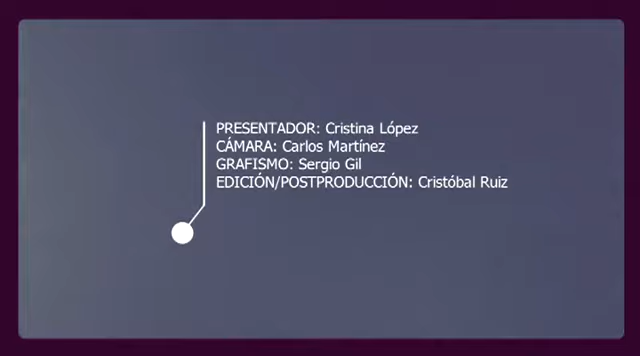 PRESENTADOR: Cristina López
CÁMARA: Carlos Martínez
GRAFISMO: Sergio Gil
EDICIÓN/POSTPRODUCCIÓN: Cristóbal Ruiz